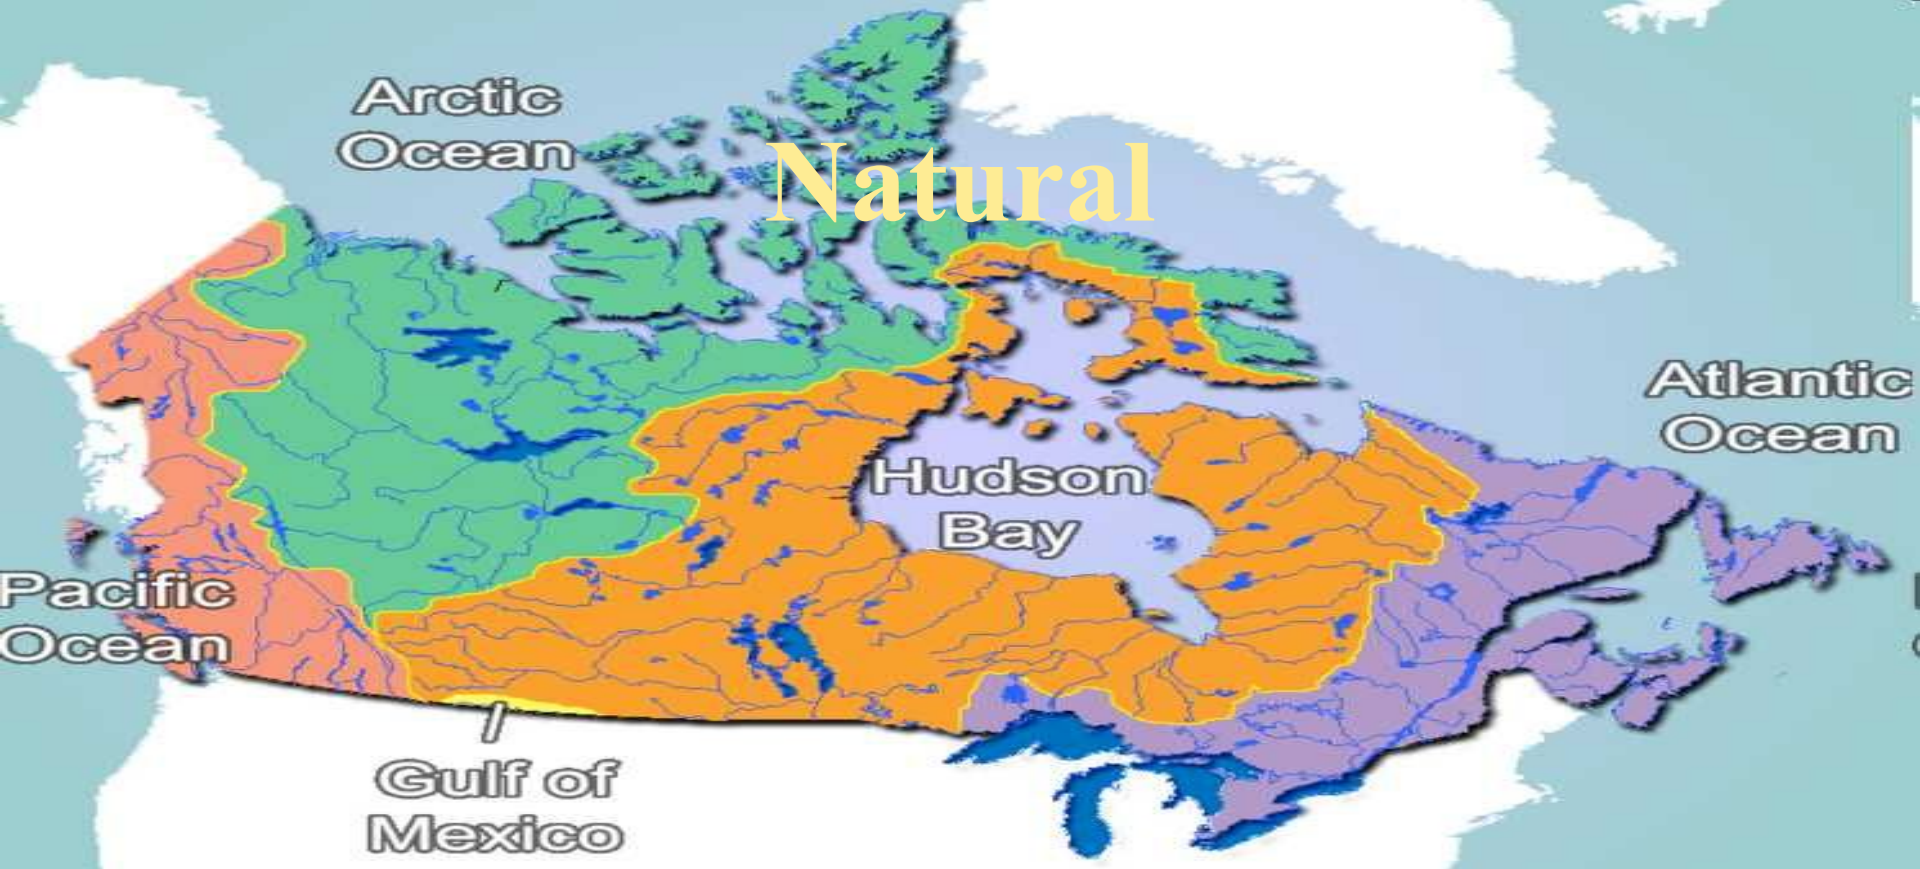 Arctic
Ocean
Natural
Atlantic
Ocean
Hudson
Bay
Pacific
Ocean
Gulf of
Mexico